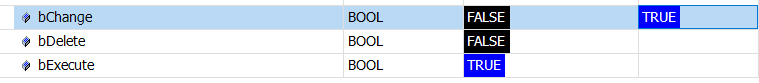 bChange BOOL FALSE TRUE
bDelete BOOL FALSE
bExecute BOOL TRUE